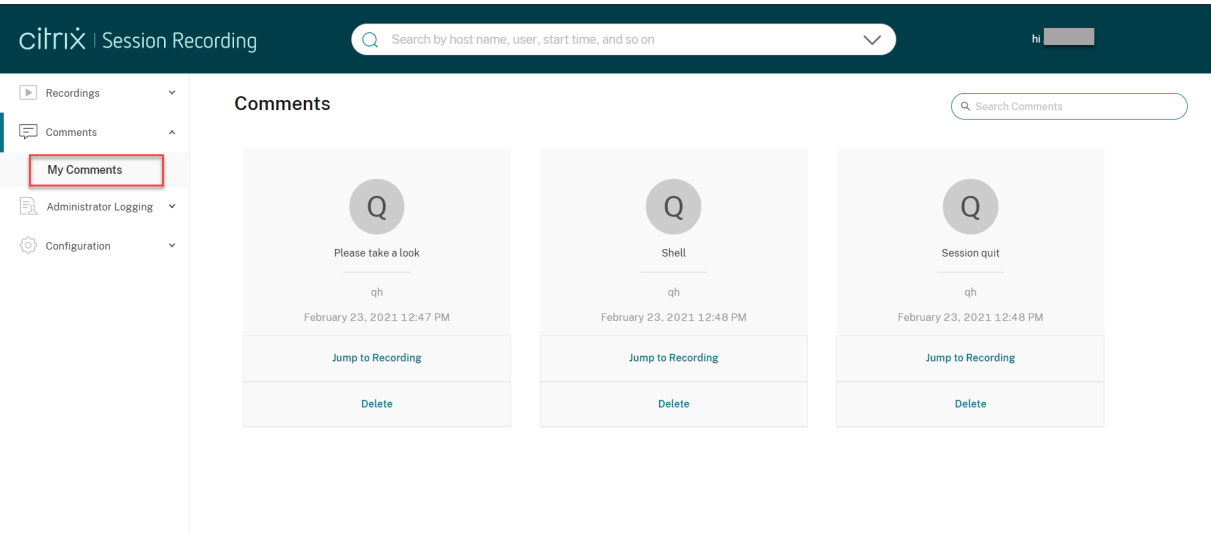 citrix | Session Recording
Search by host name, user, start time, and so on
hi
Recordings
Comments
My Comments
Administrator Logging
Configuration
Comments
Search Comments
Q
Please take a look
qh
February 23, 2021 12:47 PM
Jump to Recording
Delete
Q
Shell
qh
February 23, 2021 12:48 PM
Jump to Recording
Delete
Q
Session quit
qh
February 23, 2021 12:48 PM
Jump to Recording
Delete